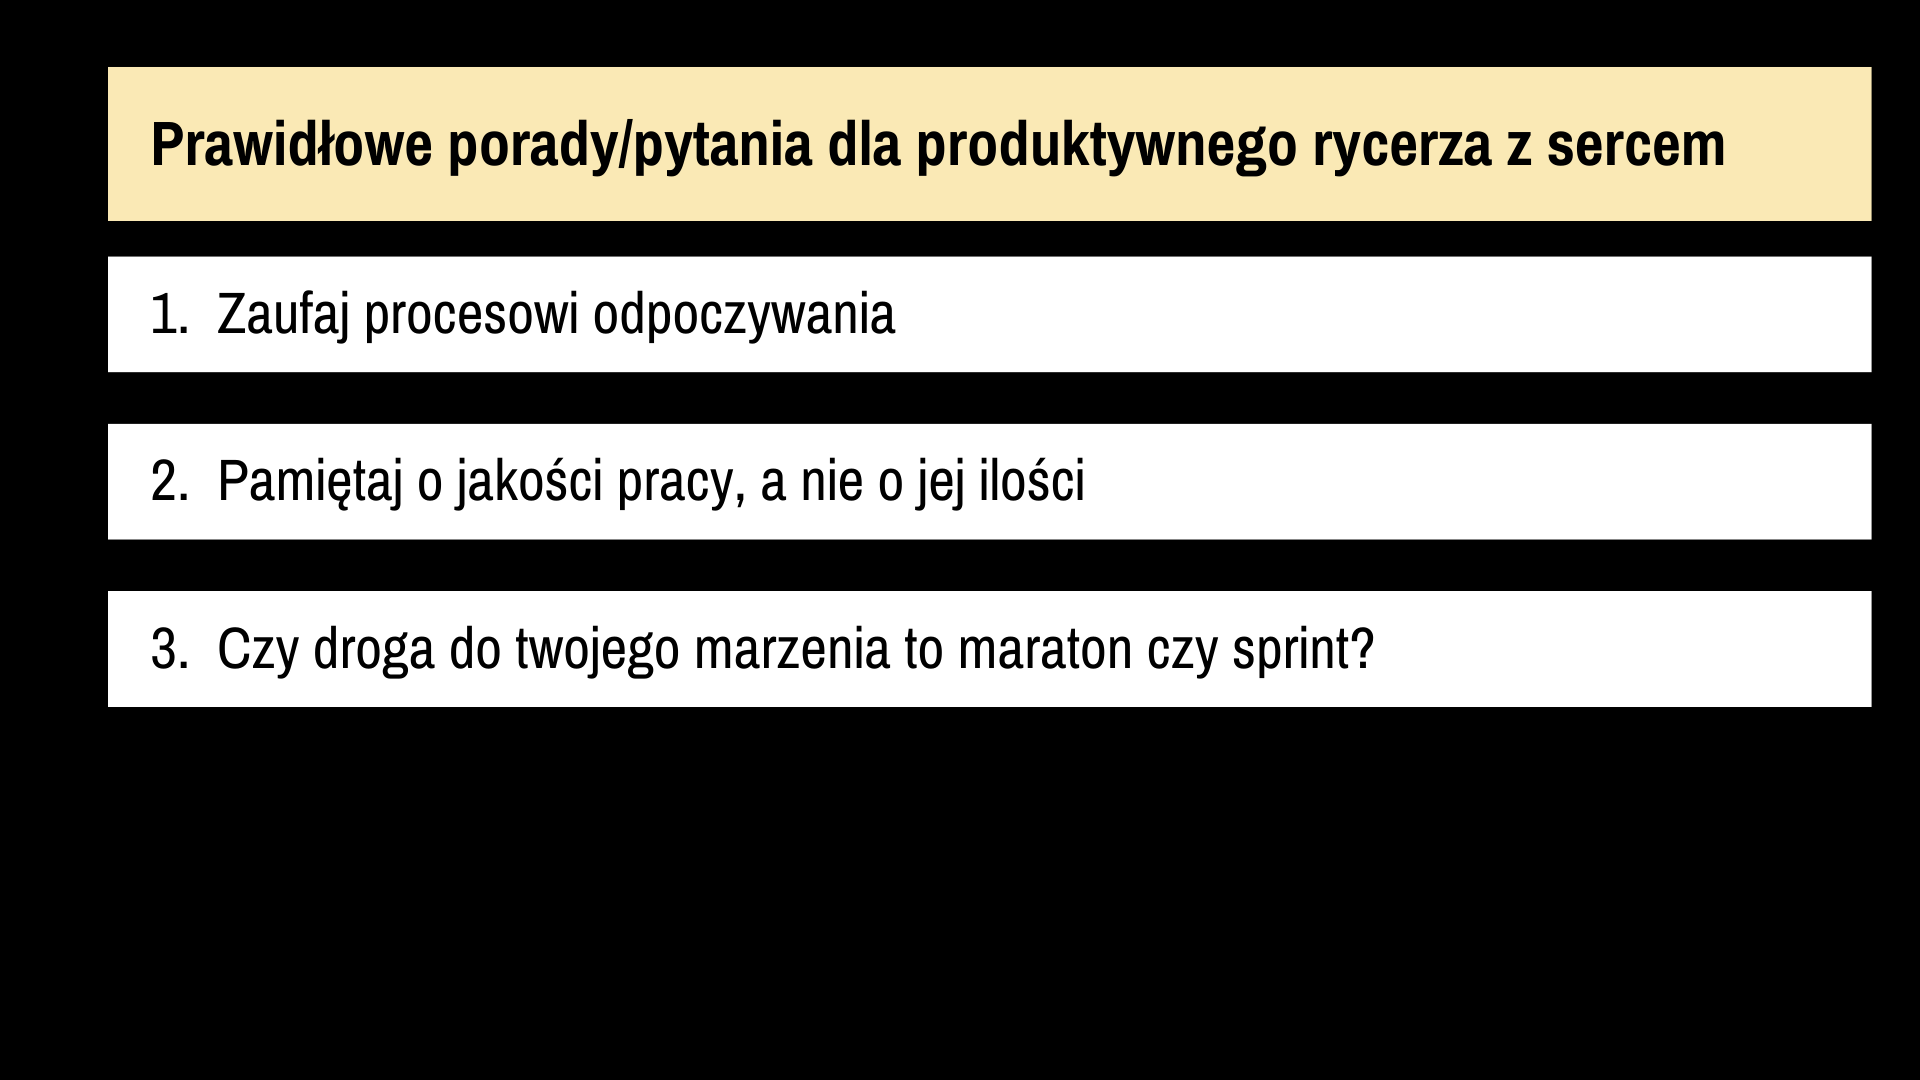 Prawidłowe porady/pytania dla produktywnego rycerza z sercem
1. Zaufaj procesowi odpoczywania
2. Pamiętaj o jakości pracy, a nie o jej ilości
3. Czy droga do twojego marzenia to maraton czy sprint?